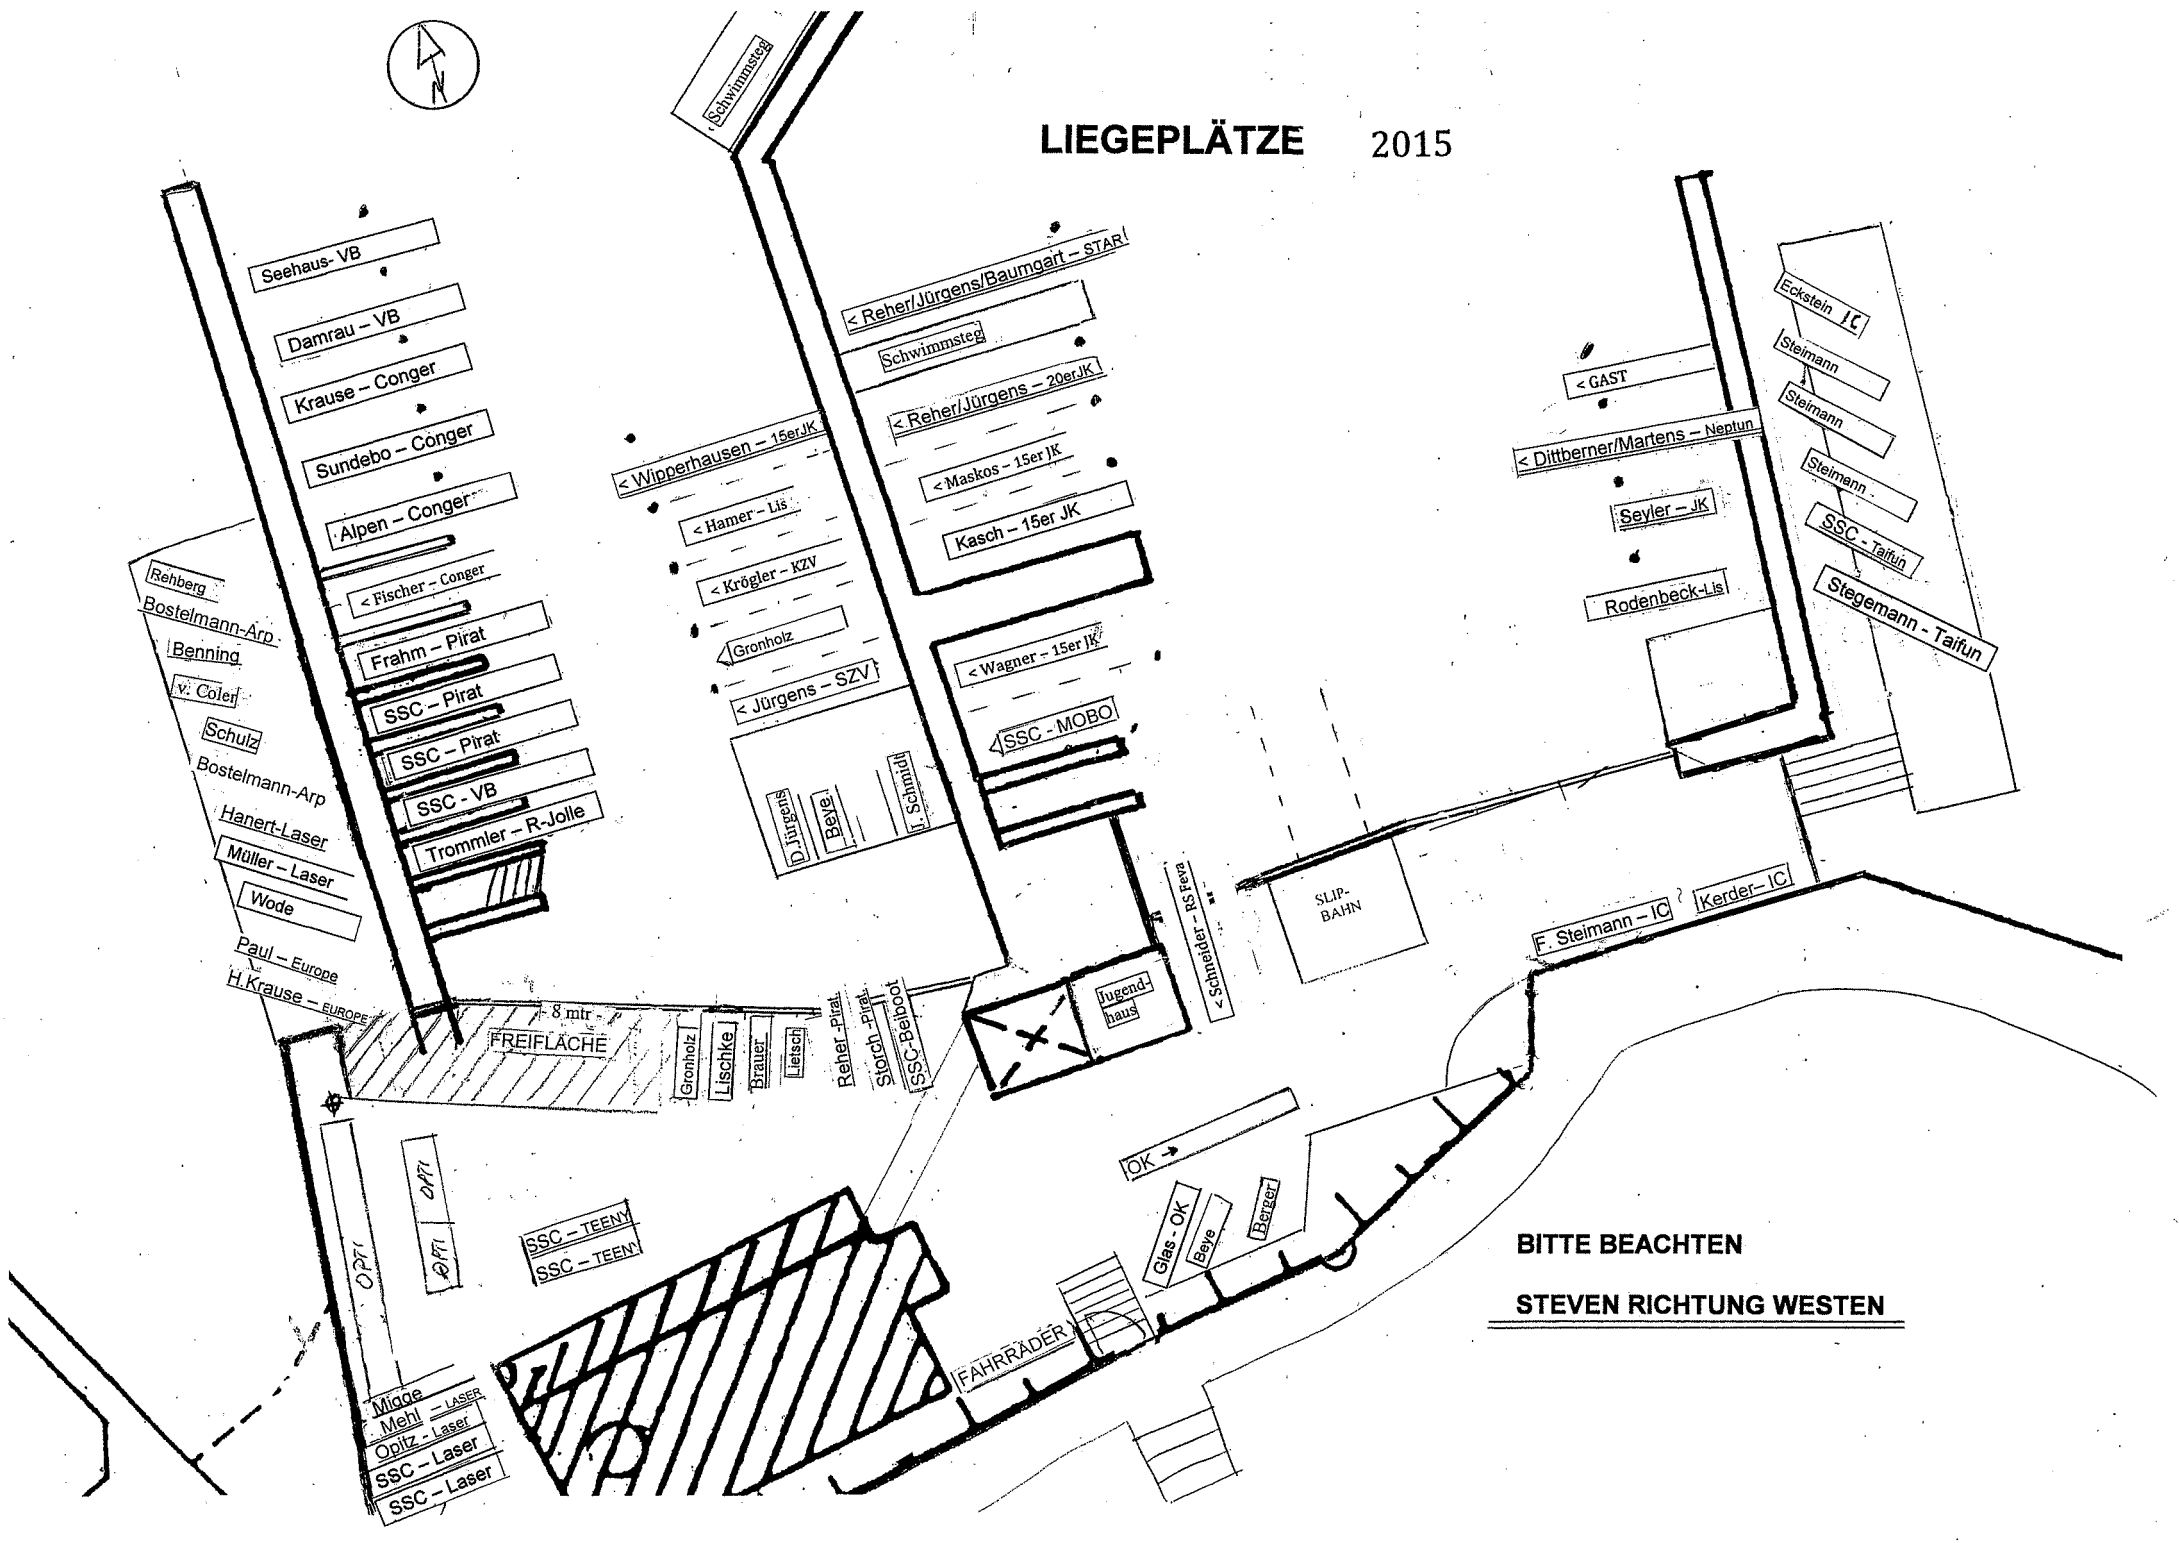 N
Schwimmsteg
LIEGEPLÄTZE 2015
Seehaus- VB
Damrau – VB
Krause – Conger
Sundebo – Conger
Alpen – Conger
< Fischer – Conger
Frahm – Pirat
SSC – Pirat
SSC – Pirat
SSC - VB
Trommler – R-Jolle
Rehberg
Bostelmann-Arp
Benning
v. Coler
Schulz
Bostelmann-Arp
Hanert-Laser
Müller – Laser
Wode
Paul – Europe
H.Krause – EUROPE
< Wipperhausen – 15erJK
< Hamer – Lis
< Krögler – KZV
Gronholz
< Jürgens – SZV
D.Jürgens
Beye.
J. Schmidt
< Reher/Jürgens/Baumgart – STAR
Schwimmsteg
< Reher/Jürgens – 20erJK
< Maskos – 15er JK
Kasch – 15er JK
< Wagner – 15er JK
SSC - MOBO
< GAST
< Dittberner/Martens – Neptun
Seyler – JK
Rodenbeck-Lis
Eckstein IC
Steimann
Steimann
Steimann
SSC - Taifun
Stegemann - Taifun
< Schneider – RS Feva
SLIP-
BAHN
F. Steimann – IC
Kerder– IC
- 8 mtr -
FREIFLÄCHE
Gronholz
Lischke
Brauer
Lietsch
Reher -Pirat
Storch -Pirat
SSC-Beiboot
Jugend-
haus
OPTI
OPTI
OPTI
SSC – TEENY
SSC – TEENY
OK →
Glas - OK
Beye
Berger
FAHRRÄDER
Migge
Mehl – LASER
Opitz - Laser
SSC – Laser
SSC – Laser
BITTE BEACHTEN
STEVEN RICHTUNG WESTEN